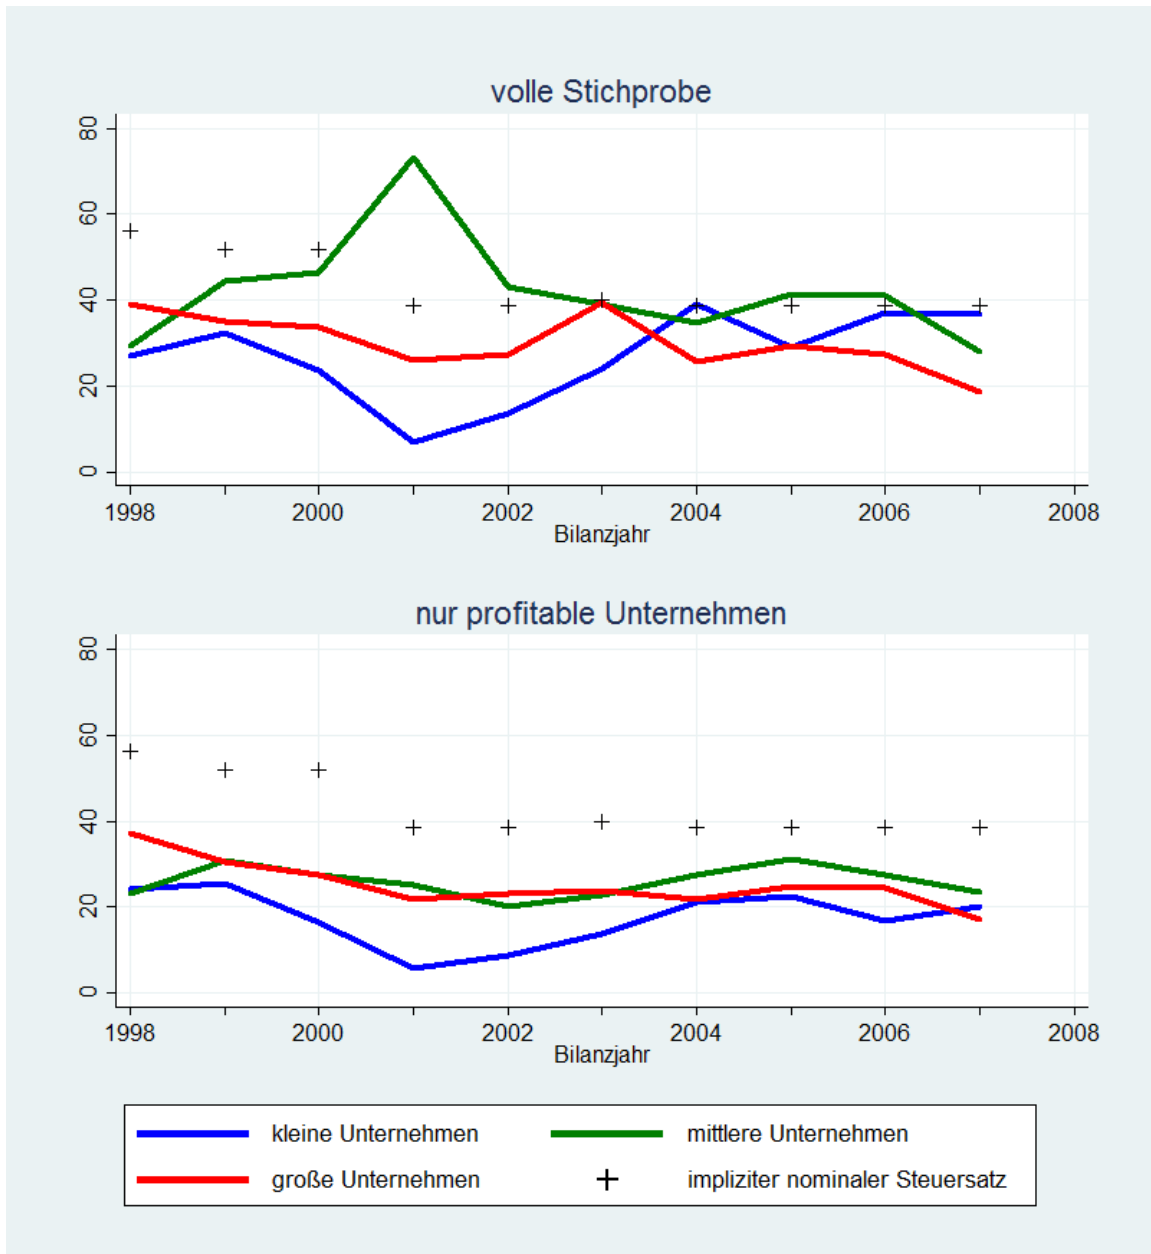 volle Stichprobe
80
60
40
20
0
1998 2000 2002 2004 2006 2008
Bilanzjahr
nur profitable Unternehmen
80
60
40
20
0
1998 2000 2002 2004 2006 2008
Bilanzjahr
kleine Unternehmen mittlere Unternehmen
große Unternehmen impliziter nominaler Steuersatz